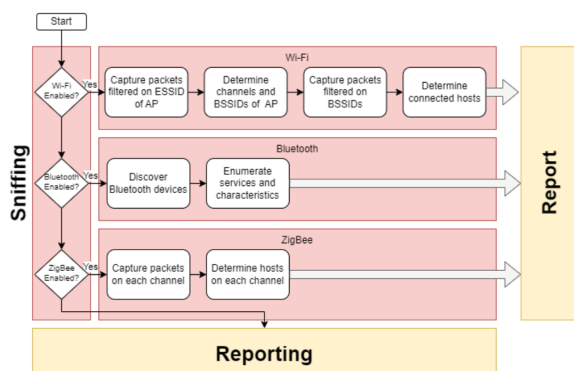 Start
Wi-Fi
Wi-Fi
Enabled?
Yes
Capture packets
filtered on ESSID
of AP
Determine
channels and
BSSIDs of AP
Capture packets
filtered on
BSSIDs
Determine
connected hosts
Bluetooth
Bluetooth
Enabled?
Yes
Discover
Bluetooth devices
Enumerate
services and
characteristics
ZigBee
ZigBee
Enabled?
Yes
Capture packets
on each channel
Determine hosts
on each channel
Sniffing
Report
Reporting